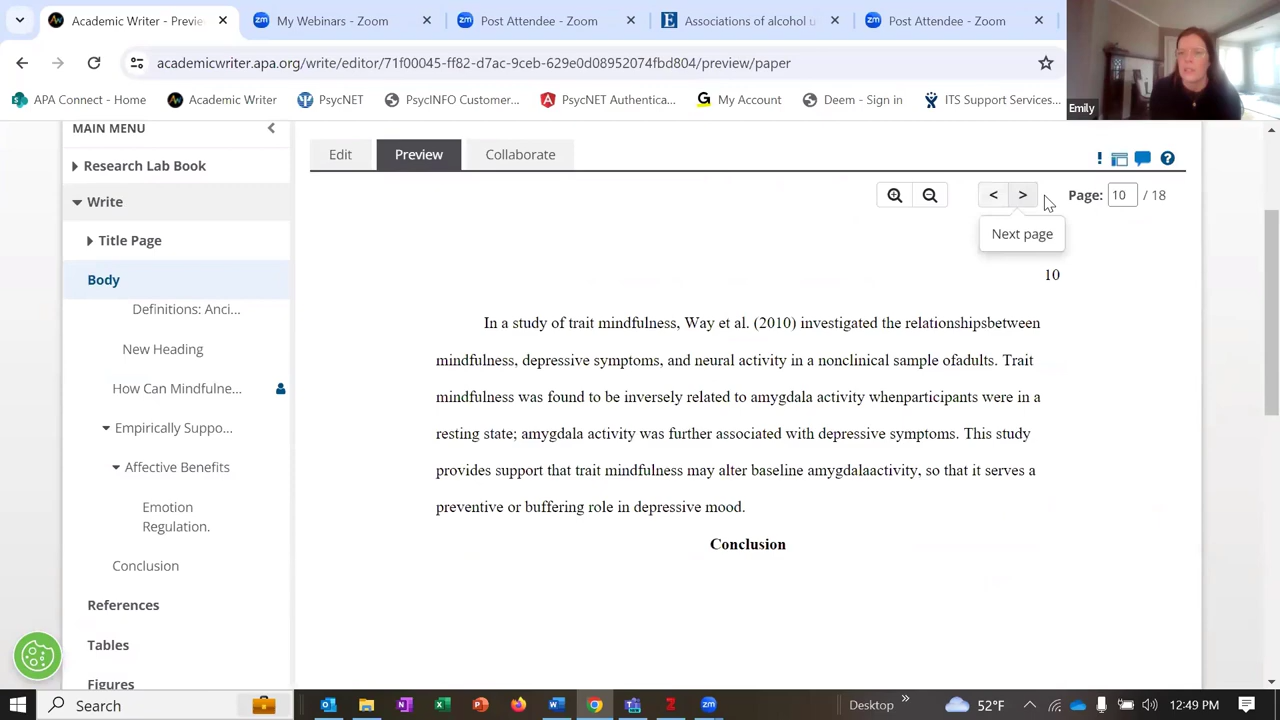 Academic Writer - Previe
My Webinars - Zoom
Post Attendee - Zoom
Associations of alcohol u
Post Attendee - Zoom
academicwriter.apa.org/write/editor/71f00045-ff82-d7ac-9ceb-629e0d08952074fbd804/preview/paper
APA Connect - Home
Academic Writer
PsycNET
PsycINFO Customer...
PsycNET Authentica...
My Account
Deem - Sign in
ITS Support Services...
Emily
MAIN MENU
Research Lab Book
Write
Title Page
Body
Definitions: Anci...
New Heading
How Can Mindfulne...
Empirically Suppo...
Affective Benefits
Emotion
Regulation.
Conclusion
References
Tables
Figures
Edit
Preview
Collaborate
Page: 10 / 18
Next page
10
In a study of trait mindfulness, Way et al. (2010) investigated the relationshipsbetween
mindfulness, depressive symptoms, and neural activity in a nonclinical sample ofadults. Trait
mindfulness was found to be inversely related to amygdala activity whenparticipants were in a
resting state; amygdala activity was further associated with depressive symptoms. This study
provides support that trait mindfulness may alter baseline amygdalaactivity, so that it serves a
preventive or buffering role in depressive mood.
Conclusion
Search
Desktop
52°F
12:49 PM